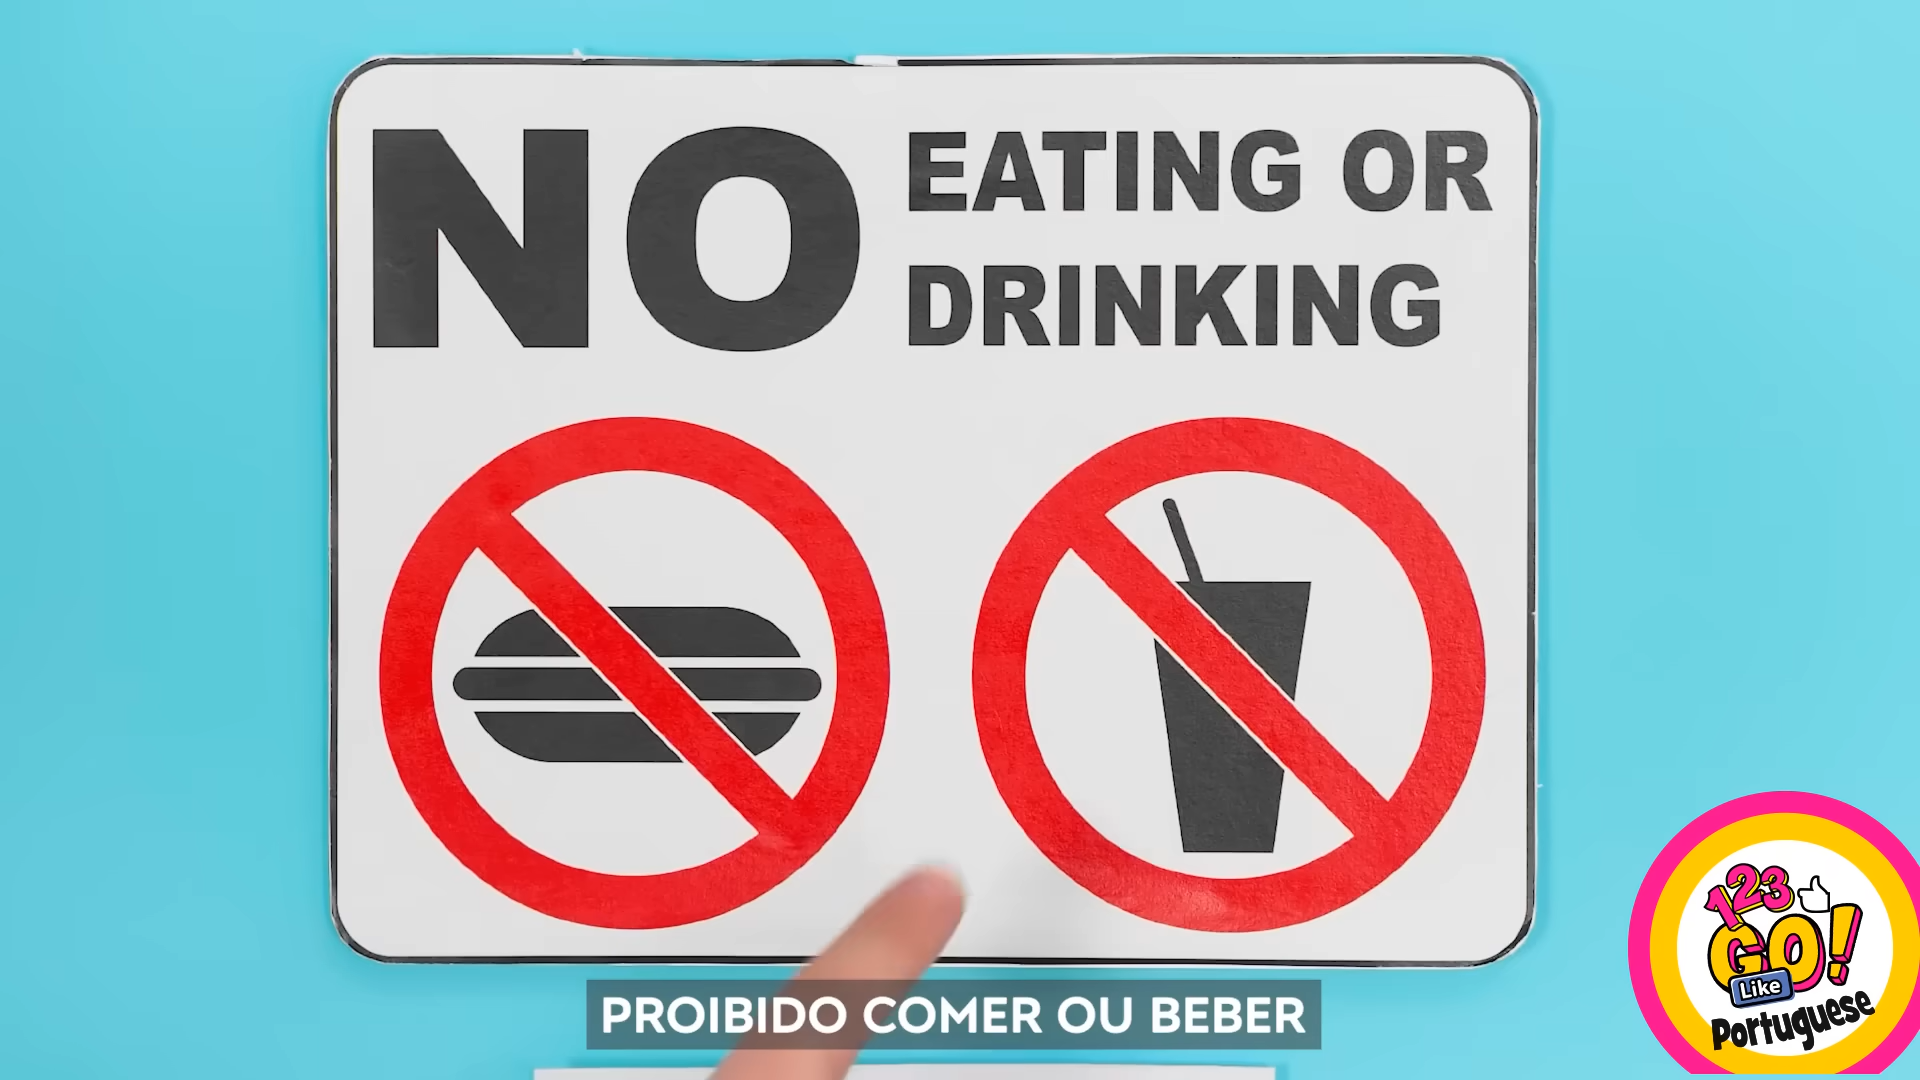 NO EATING OR
DRINKING
PROIBIDO COMER OU BEBER
123
GO!
Like
Portuguese